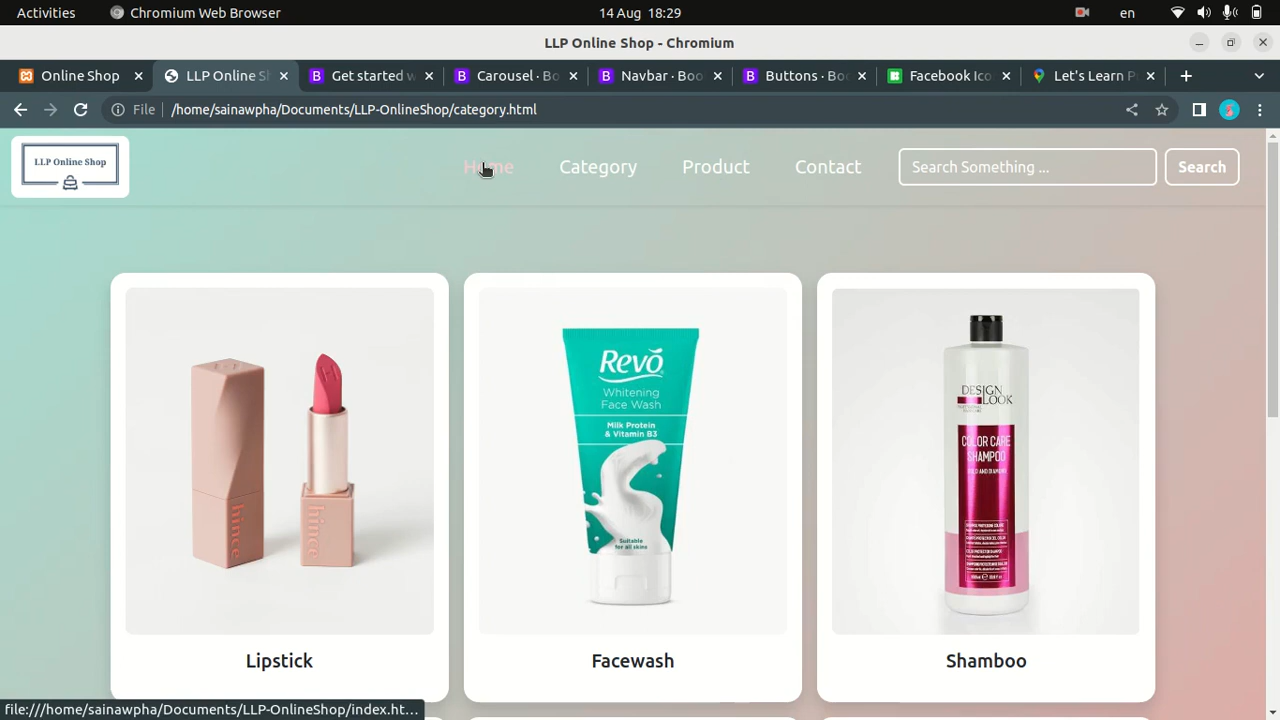 Activities
Chromium Web Browser
14 Aug 18:29
en
LLP Online Shop - Chromium
Online Shop
LLP Online Sh
Get started w
Carousel · Bo
Navbar · Boo
Buttons · Boo
Facebook Ico
Let's Learn P
File
/home/sainawpha/Documents/LLP-OnlineShop/category.html
LLP Online Shop
Home
Category
Product
Contact
Search Something ...
Search
hince
hince
Revo
Whitening
Face Wash
Milk Protein
& Vitamin B3
Suitable
for all skins
DESIGN
LOOK
COLOR CARE
SHAMPOO
Lipstick
Facewash
Shamboo
file:///home/sainawpha/Documents/LLP-OnlineShop/index.ht...